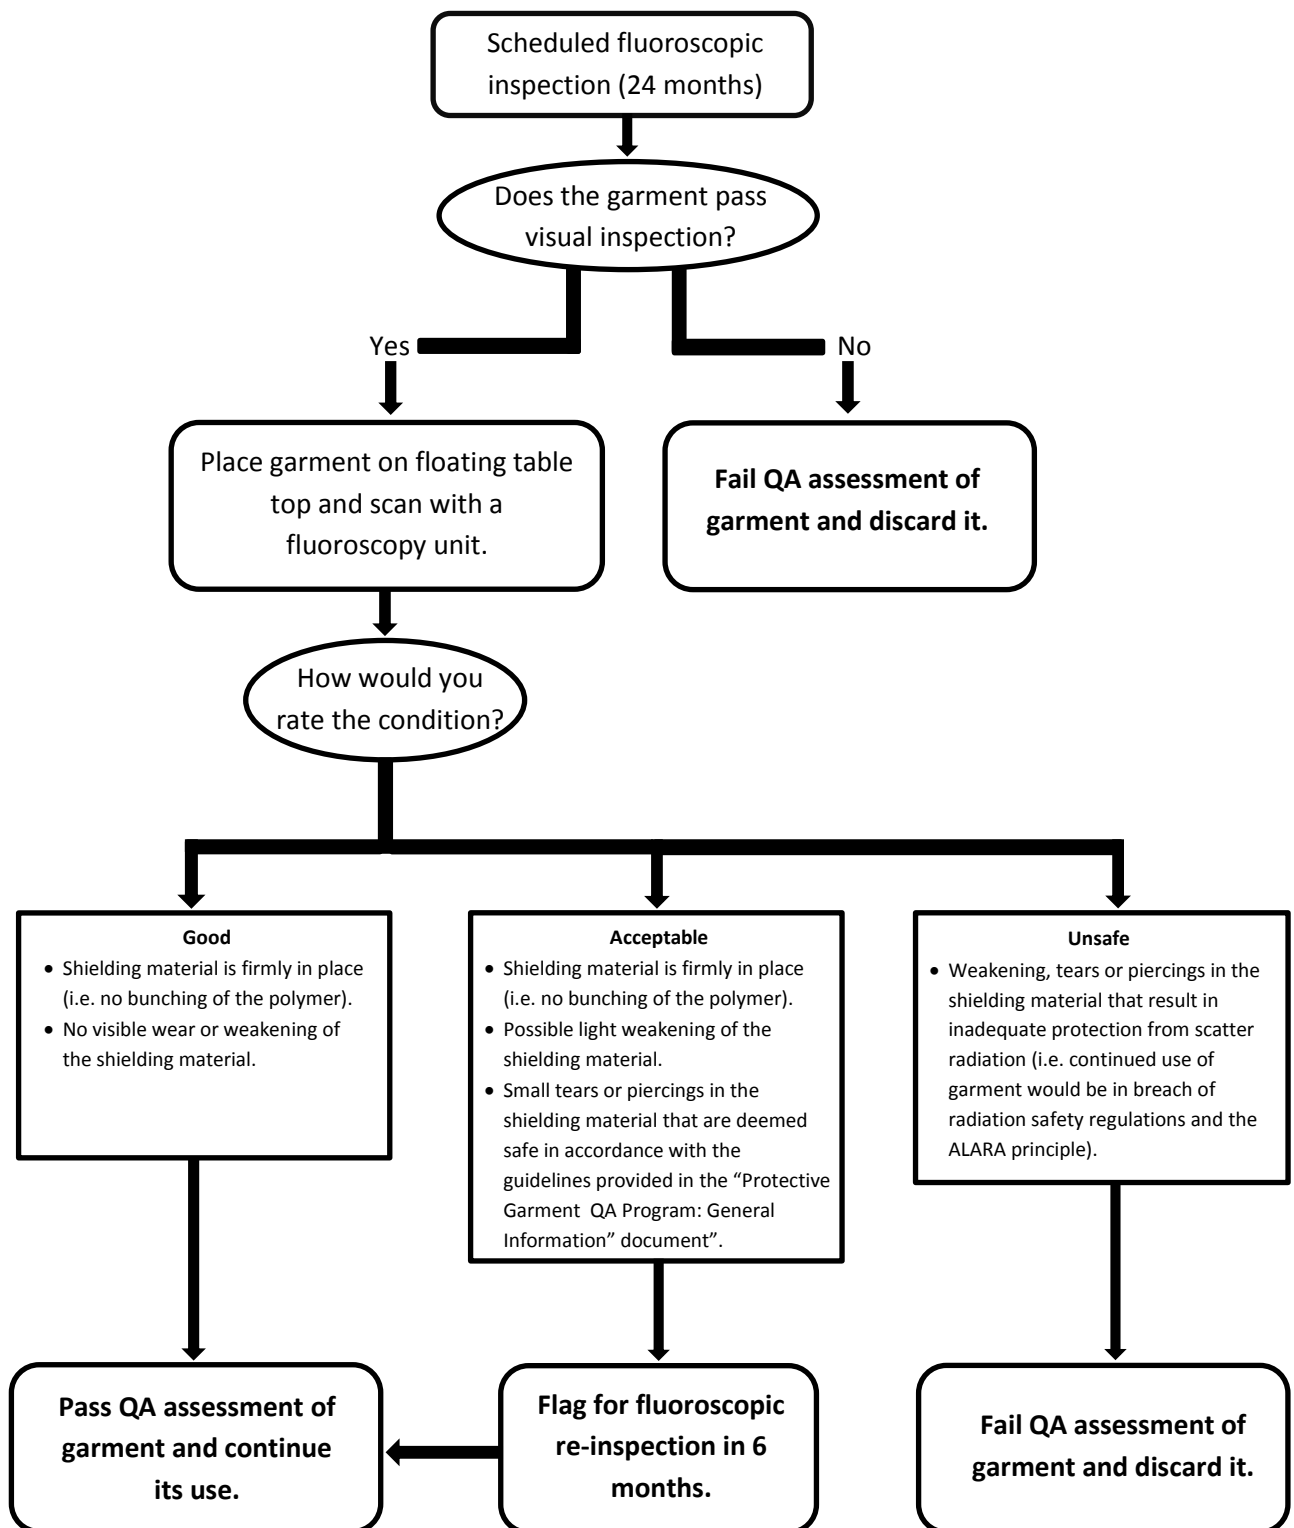 Scheduled fluoroscopic
inspection (24 months)
Does the garment pass
visual inspection?
Yes
No
Place garment on floating table
top and scan with a
fluoroscopy unit.
Fail QA assessment of
garment and discard it.
How would you
rate the condition?
Good
• Shielding material is firmly in place
(i.e. no bunching of the polymer).
• No visible wear or weakening of
the shielding material.
Acceptable
• Shielding material is firmly in place
(i.e. no bunching of the polymer).
• Possible light weakening of the
shielding material.
• Small tears or piercings in the
shielding material that are deemed
safe in accordance with the
guidelines provided in the “Protective
Garment QA Program: General
Information” document”.
Unsafe
• Weakening, tears or piercings in the
shielding material that result in
inadequate protection from scatter
radiation (i.e. continued use of
garment would be in breach of
radiation safety regulations and the
ALARA principle).
Pass QA assessment of
garment and continue
its use.
Flag for fluoroscopic
re-inspection in 6
months.
Fail QA assessment of
garment and discard it.